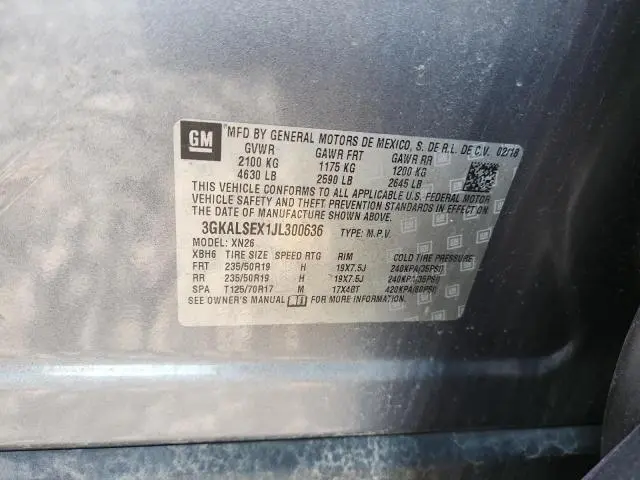 GM
MFD BY GENERAL MOTORS DE MEXICO, S. DE R.L. DE C.V. 02/18
GVWR GAWR FRT GAWR RR
2100 KG 1175 KG 1200 KG
4630 LB 2590 LB 2645 LB
THIS VEHICLE CONFORMS TO ALL APPLICABLE U.S. FEDERAL MOTOR
VEHICLE SAFETY AND THEFT PREVENTION STANDARDS IN EFFECT ON
THE DATE OF MANUFACTURE SHOWN ABOVE.
3GKALSEX1JL300636 TYPE: M.P.V.
MODEL: XN26
XBH6 TIRE SIZE SPEED RTG RIM COLD TIRE PRESSURE
FRT 235/50R19 H 19X7.5J 240KPA(35PSI)
RR 235/50R19 H 19X7.5J 240KPA(35PSI)
SPA T125/70R17 M 17X4BT 420KPA(60PSI)
SEE OWNER'S MANUAL FOR MORE INFORMATION.